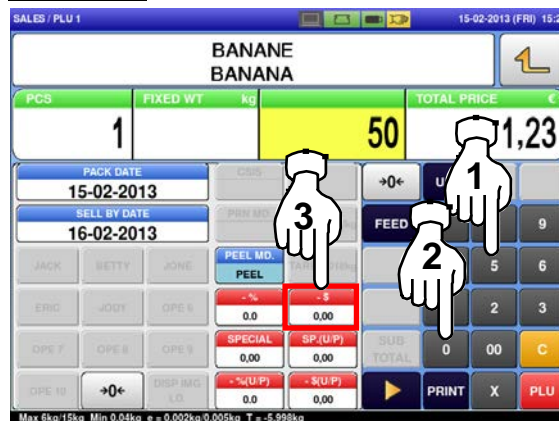 SALES / PLU 1
15-02-2013 (FRI) 15:2
BANANE
BANANA
PCS
FIXED WT
kg
TOTAL PRICE
€
1
50
1,23
PACK DATE
15-02-2013
SELL BY DATE
16-02-2013
→0←
U
1
FEED
9
3
2
JACK
BETTY
JONE
PEEL MD.
PEEL
5
6
ERIC
JODY
OPE 6
- %
0.0
- $
0,00
2
3
OPE 7
OPE 8
OPE 9
SPECIAL
0,00
SP.(U/P)
0,00
SUB
TOTAL
0
00
C
OPE 10
→0←
DISP IMG
LO.
- %(U/P)
0.0
- $(U/P)
0,00
PRINT
X
PLU
Max 6kg/15kg Min 0.04kg e = 0.002kg/0.005kg T = -5.998kg